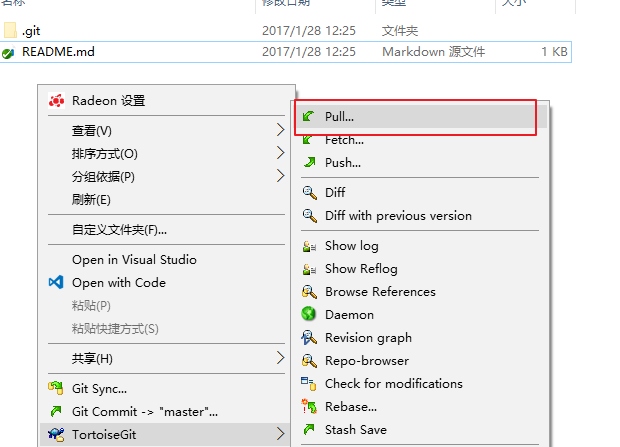 名称 修改日期 类型 大小
.git 2017/1/28 12:25 文件夹
README.md 2017/1/28 12:25 Markdown 源文件 1 KB
Radeon 设置
查看(V)
排序方式(O)
分组依据(P)
刷新(E)
自定义文件夹(F)...
Open in Visual Studio
Open with Code
粘贴(P)
粘贴快捷方式(S)
共享(H)
Git Sync...
Git Commit -> "master"...
TortoiseGit
Pull...
Fetch...
Push...
Diff
Diff with previous version
Show log
Show Reflog
Browse References
Daemon
Revision graph
Repo-browser
Check for modifications
Rebase...
Stash Save